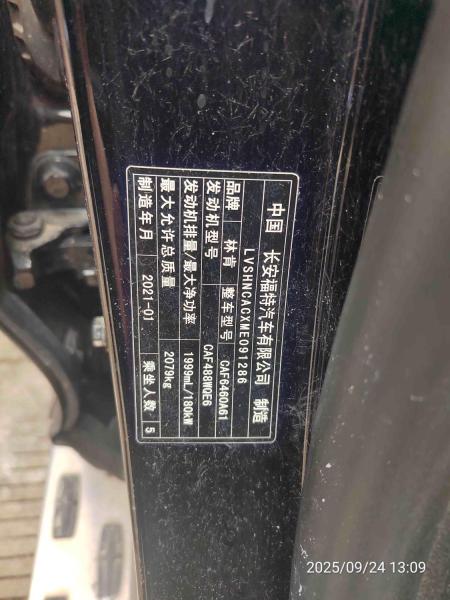 中国 长安福特汽车有限公司 制造
LVSHNCACXME091286
品牌 林肯 整车型号 CAF6460A61
发动机型号 CAF488WQE6
发动机排量/最大净功率 1999mL/180kW
最大允许总质量 2079kg
制造年月 2021-01 乘坐人数 5
2025/09/24 13:09